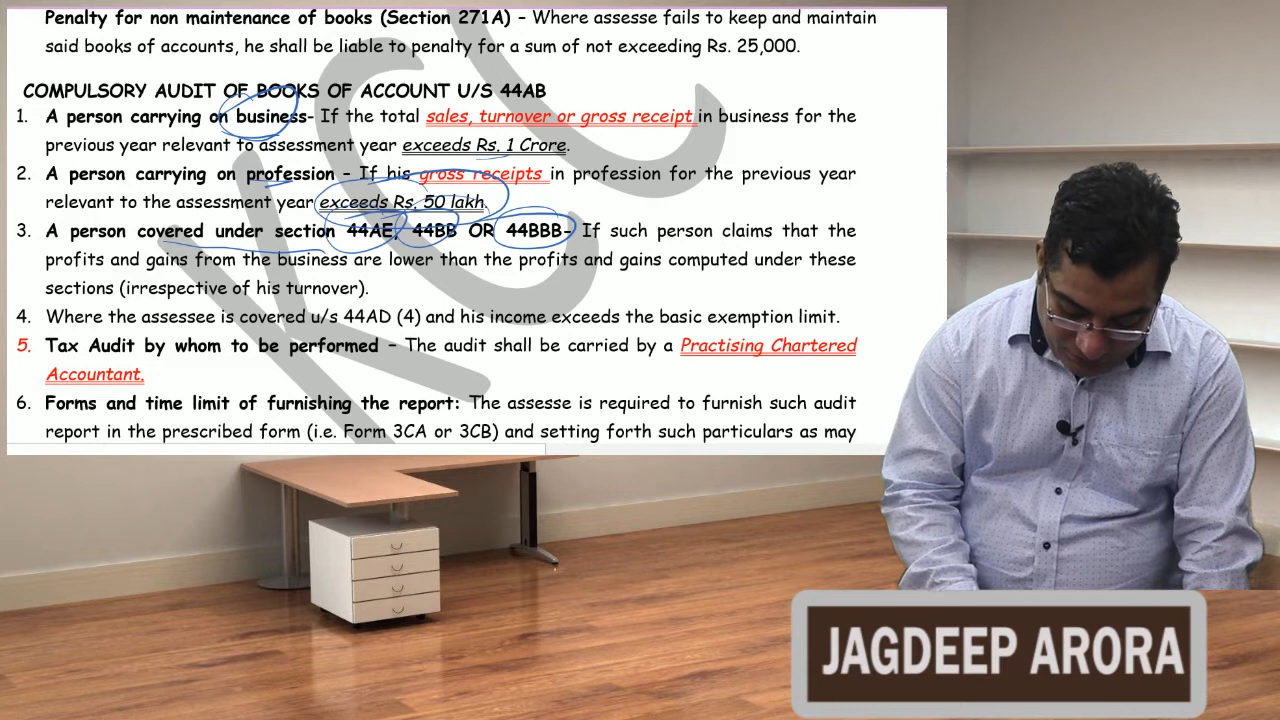 Penalty for non maintenance of books (Section 271A) – Where assesse fails to keep and maintain
said books of accounts, he shall be liable to penalty for a sum of not exceeding Rs. 25,000.
COMPULSORY AUDIT OF BOOKS OF ACCOUNT U/S 44AB
1. A person carrying on business- If the total sales, turnover or gross receipt in business for the
previous year relevant to assessment year exceeds Rs. 1 Crore.
2. A person carrying on profession – If his gross receipts in profession for the previous year
relevant to the assessment year exceeds Rs. 50 lakh.
3. A person covered under section 44AE, 44BB OR 44BBB- If such person claims that the
profits and gains from the business are lower than the profits and gains computed under these
sections (irrespective of his turnover).
4. Where the assessee is covered u/s 44AD (4) and his income exceeds the basic exemption limit.
5. Tax Audit by whom to be performed – The audit shall be carried by a Practising Chartered
Accountant.
6. Forms and time limit of furnishing the report: The assesse is required to furnish such audit
report in the prescribed form (i.e. Form 3CA or 3CB) and setting forth such particulars as may
KCC
JAGDEEP ARORA